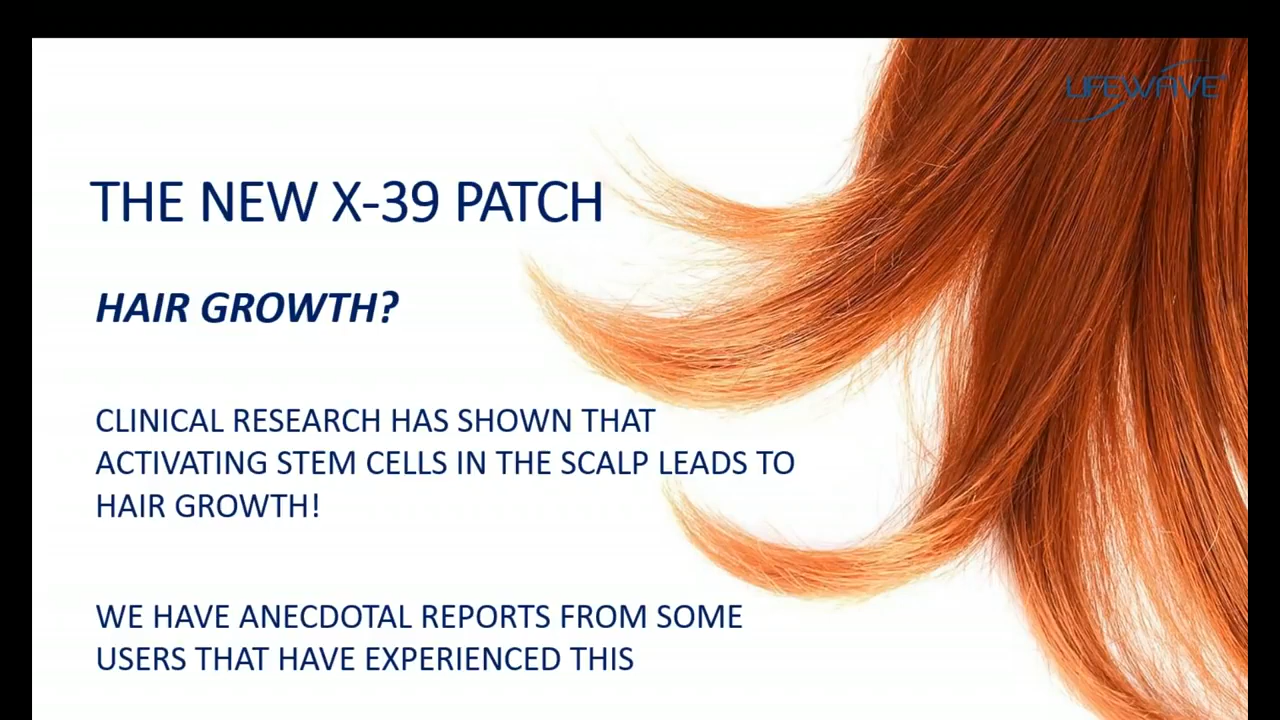 LIFEWAVE
THE NEW X-39 PATCH
HAIR GROWTH?
CLINICAL RESEARCH HAS SHOWN THAT
ACTIVATING STEM CELLS IN THE SCALP LEADS TO
HAIR GROWTH!
WE HAVE ANECDOTAL REPORTS FROM SOME
USERS THAT HAVE EXPERIENCED THIS